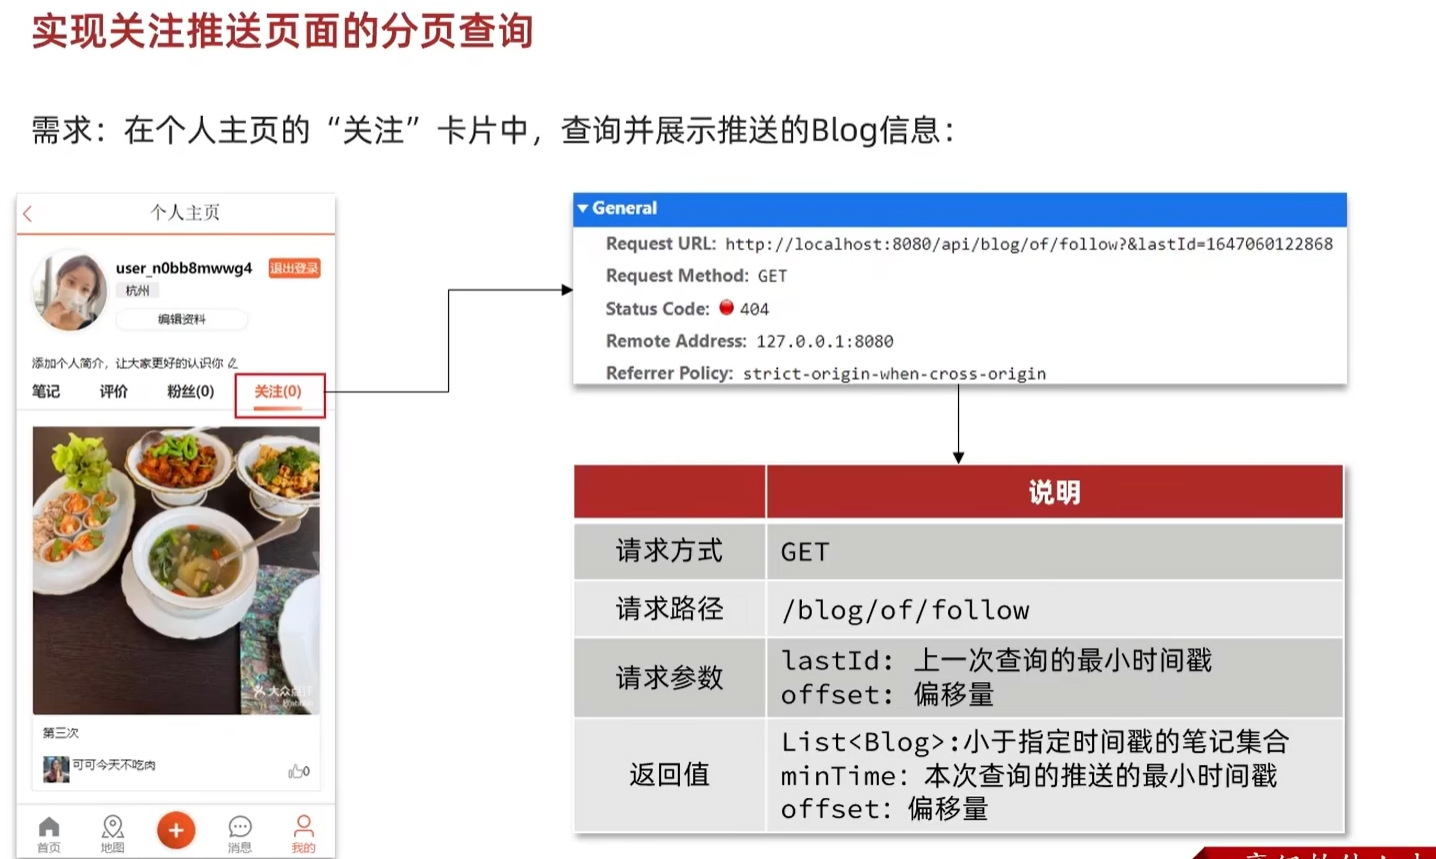 实现关注推送页面的分页查询
需求：在个人主页的“关注”卡片中，查询并展示推送的Blog信息：
个人主页
user_n0bb8mwwg4
退出登录
杭州
编辑资料
添加个人简介，让大家更好的认识你
笔记 评价 粉丝(0) 关注(0)
第三次
可可今天不吃肉
0
首页 地图 消息 我的
General
Request URL: http://localhost:8080/api/blog/of/follow?&lastId=1647060122868
Request Method: GET
Status Code: 404
Remote Address: 127.0.0.1:8080
Referrer Policy: strict-origin-when-cross-origin
说明
请求方式 GET
请求路径 /blog/of/follow
请求参数
lastId: 上一次查询的最小时间戳
offset: 偏移量
返回值
List<Blog>:小于指定时间戳的笔记集合
minTime: 本次查询的推送的最小时间戳
offset: 偏移量